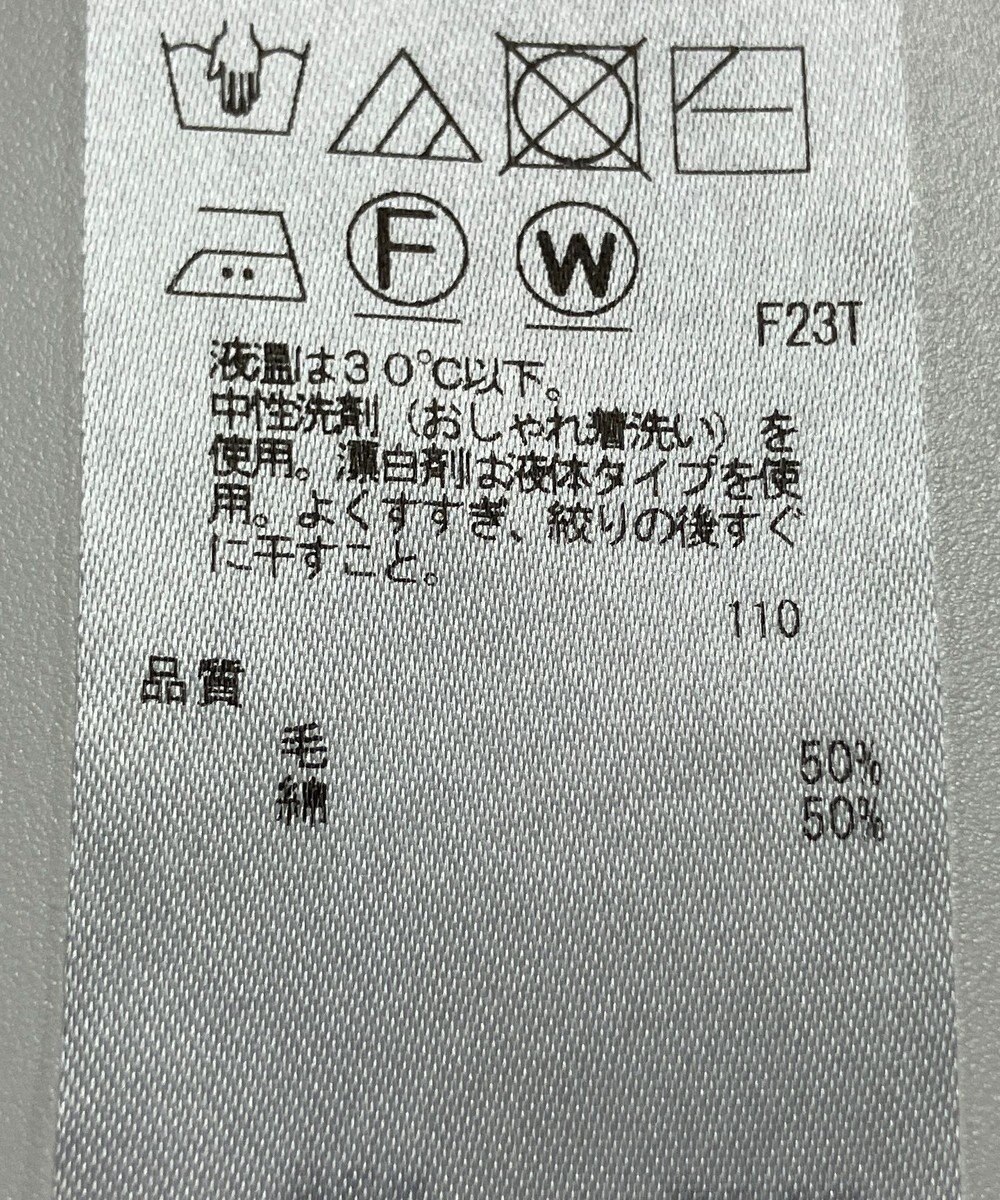 F W
F23T
液温は30℃以下。
中性洗剤(おしゃれ着洗い)を
使用。漂白剤は液体タイプを使
用。よくすすぎ、絞りの後すぐ
に干すこと。
110
品質
毛 50%
綿 50%